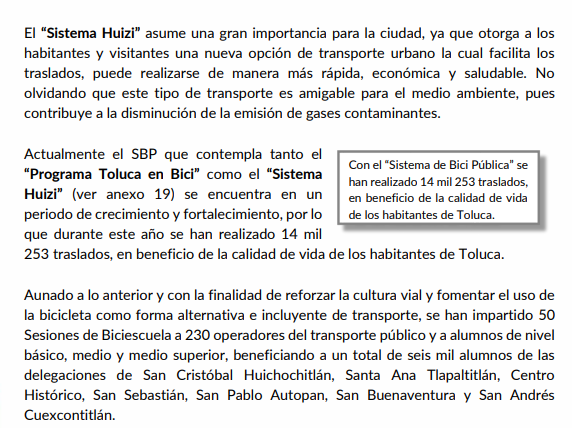 El “Sistema Huizi” asume una gran importancia para la ciudad, ya que otorga a los
habitantes y visitantes una nueva opción de transporte urbano la cual facilita los
traslados, puede realizarse de manera más rápida, económica y saludable. No
olvidando que este tipo de transporte es amigable para el medio ambiente, pues
contribuye a la disminución de la emisión de gases contaminantes.
Actualmente el SBP que contempla tanto el
“Programa Toluca en Bici” como el “Sistema
Huizi” (ver anexo 19) se encuentra en un
periodo de crecimiento y fortalecimiento, por lo
que durante este año se han realizado 14 mil
253 traslados, en beneficio de la calidad de vida de los habitantes de Toluca.
Con el “Sistema de Bici Pública” se
han realizado 14 mil 253 traslados,
en beneficio de la calidad de vida
de los habitantes de Toluca.
Aunado a lo anterior y con la finalidad de reforzar la cultura vial y fomentar el uso de
la bicicleta como forma alternativa e incluyente de transporte, se han impartido 50
Sesiones de Biciescuela a 230 operadores del transporte público y a alumnos de nivel
básico, medio y medio superior, beneficiando a un total de seis mil alumnos de las
delegaciones de San Cristóbal Huichochitlán, Santa Ana Tlapaltitlán, Centro
Histórico, San Sebastián, San Pablo Autopan, San Buenaventura y San Andrés
Cuexcontitlán.